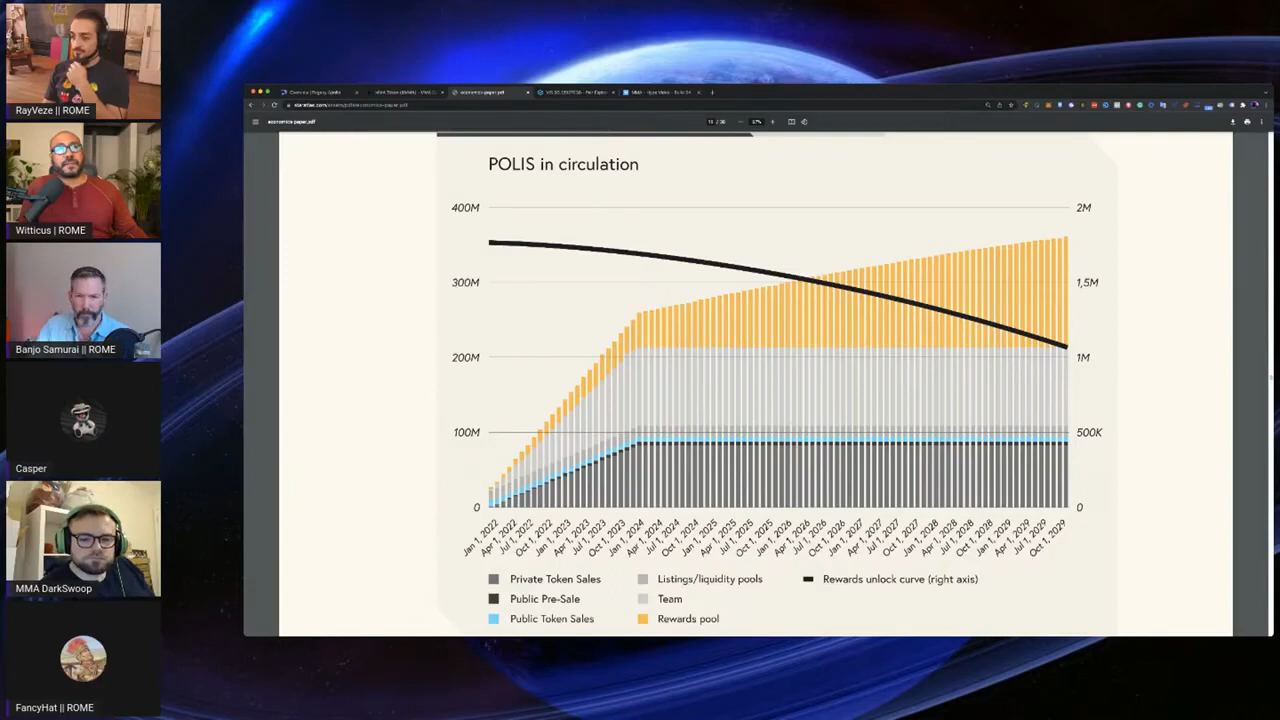 RayVeze || ROME
Witticus | ROME
Banjo Samurai || ROME
Casper
MMA DarkSwoop
FancyHat || ROME
economics-paper.pdf
economics-paper.pdf
POLIS in circulation
400M
300M
200M
100M
0
2M
1,5M
1M
500K
0
Jan 1, 2022
Apr 1, 2022
Jul 1, 2022
Oct 1, 2022
Jan 1, 2023
Apr 1, 2023
Jul 1, 2023
Oct 1, 2023
Jan 1, 2024
Apr 1, 2024
Jul 1, 2024
Oct 1, 2024
Jan 1, 2025
Apr 1, 2025
Jul 1, 2025
Oct 1, 2025
Jan 1, 2026
Apr 1, 2026
Jul 1, 2026
Oct 1, 2026
Jan 1, 2027
Apr 1, 2027
Jul 1, 2027
Oct 1, 2027
Jan 1, 2028
Apr 1, 2028
Jul 1, 2028
Oct 1, 2028
Jan 1, 2029
Apr 1, 2029
Jul 1, 2029
Oct 1, 2029
Private Token Sales
Public Pre-Sale
Public Token Sales
Listings/liquidity pools
Team
Rewards pool
Rewards unlock curve (right axis)